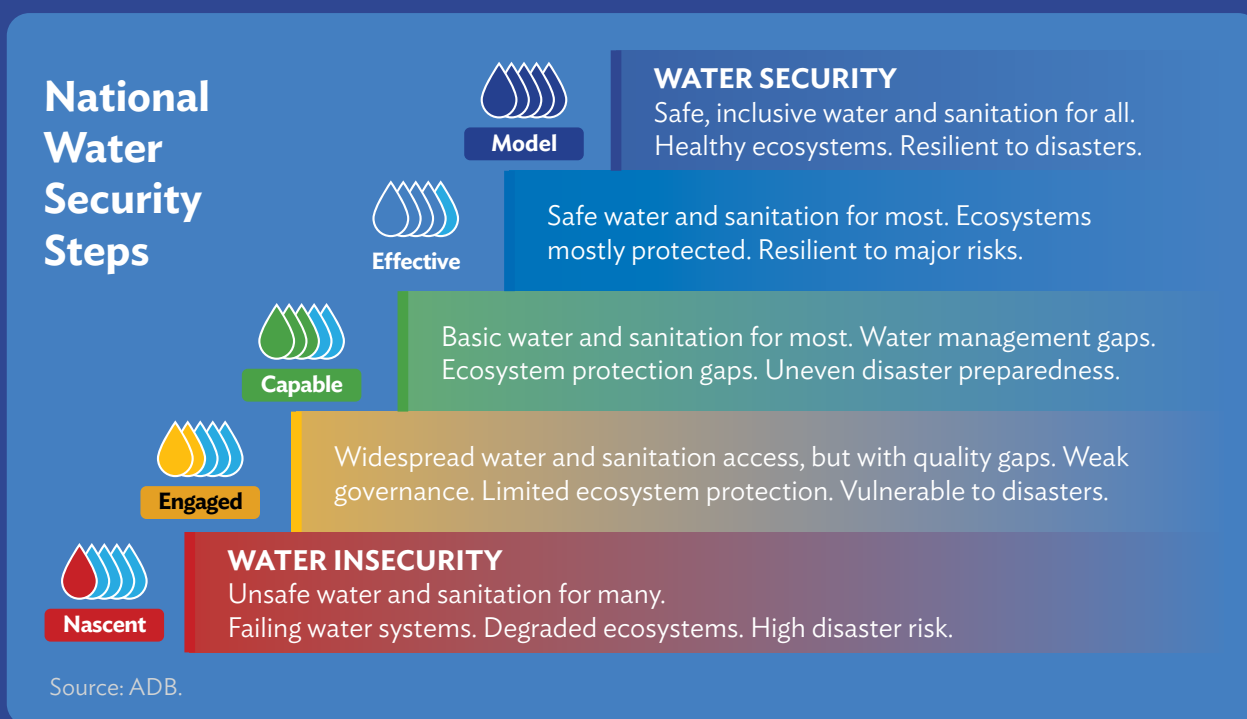 National
Water
Security
Steps
Model
WATER SECURITY
Safe, inclusive water and sanitation for all.
Healthy ecosystems. Resilient to disasters.
Effective
Safe water and sanitation for most. Ecosystems
mostly protected. Resilient to major risks.
Capable
Basic water and sanitation for most. Water management gaps.
Ecosystem protection gaps. Uneven disaster preparedness.
Engaged
Widespread water and sanitation access, but with quality gaps. Weak
governance. Limited ecosystem protection. Vulnerable to disasters.
Nascent
WATER INSECURITY
Unsafe water and sanitation for many.
Failing water systems. Degraded ecosystems. High disaster risk.
Source: ADB.